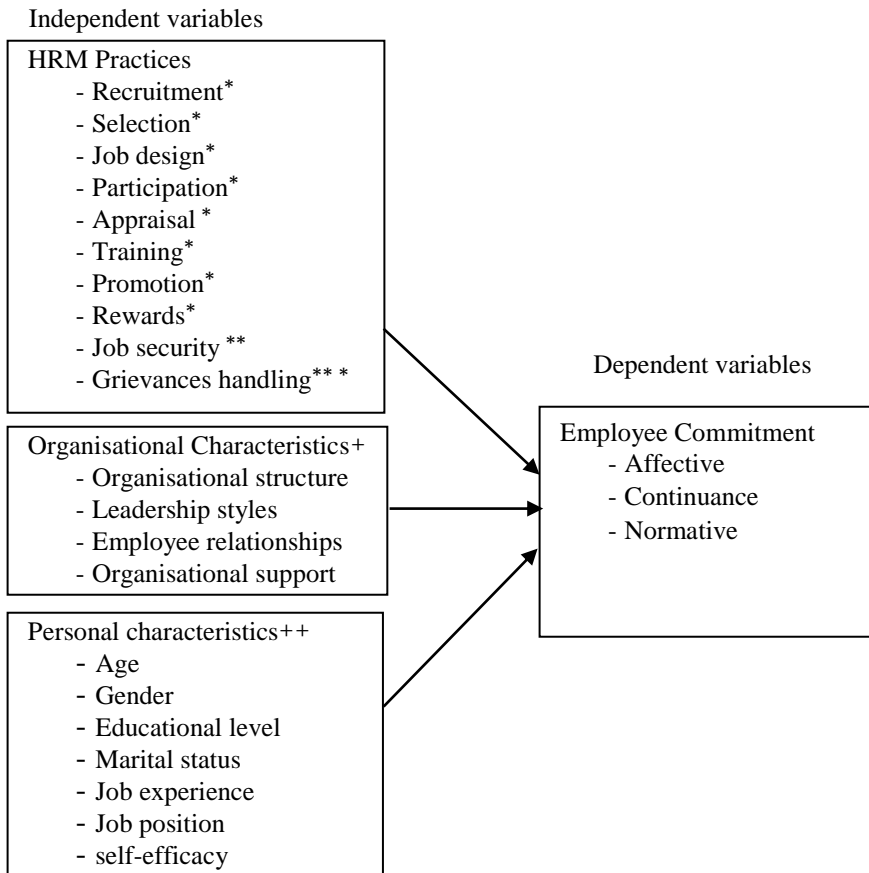 Independent variables
HRM Practices
- Recruitment*
- Selection*
- Job design*
- Participation*
- Appraisal *
- Training*
- Promotion*
- Rewards*
- Job security **
- Grievances handling** *
Organisational Characteristics+
- Organisational structure
- Leadership styles
- Employee relationships
- Organisational support
Personal characteristics++
- Age
- Gender
- Educational level
- Marital status
- Job experience
- Job position
- self-efficacy
Dependent variables
Employee Commitment
- Affective
- Continuance
- Normative